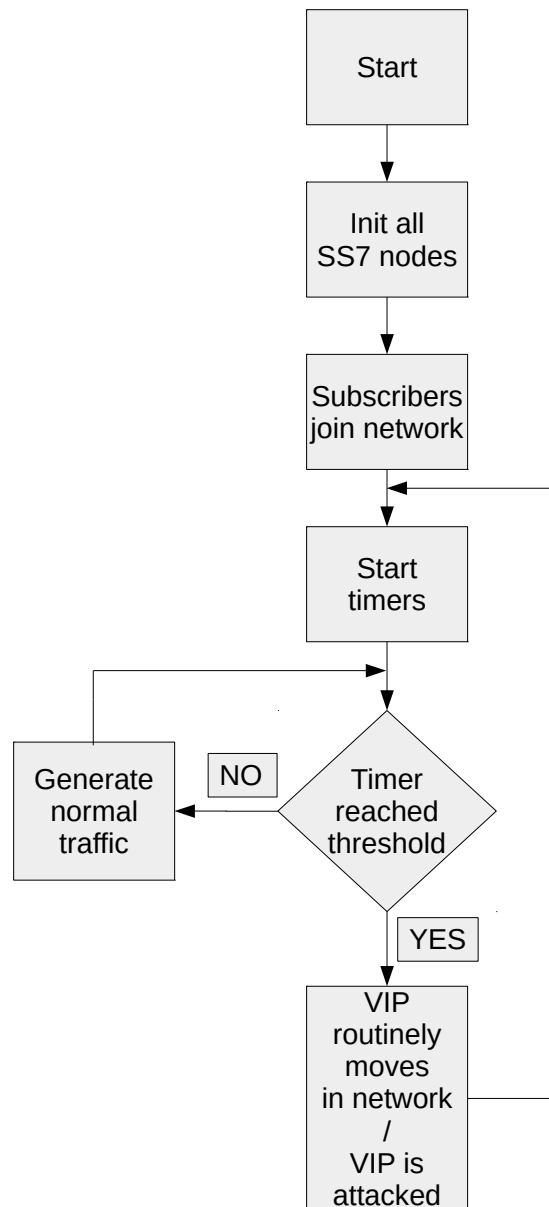 Start
Init all
SS7 nodes
Subscribers
join network
Start
timers
Generate
normal
traffic
NO
Timer
reached
threshold
YES
VIP
routinely
moves
in network
/
VIP is
attacked